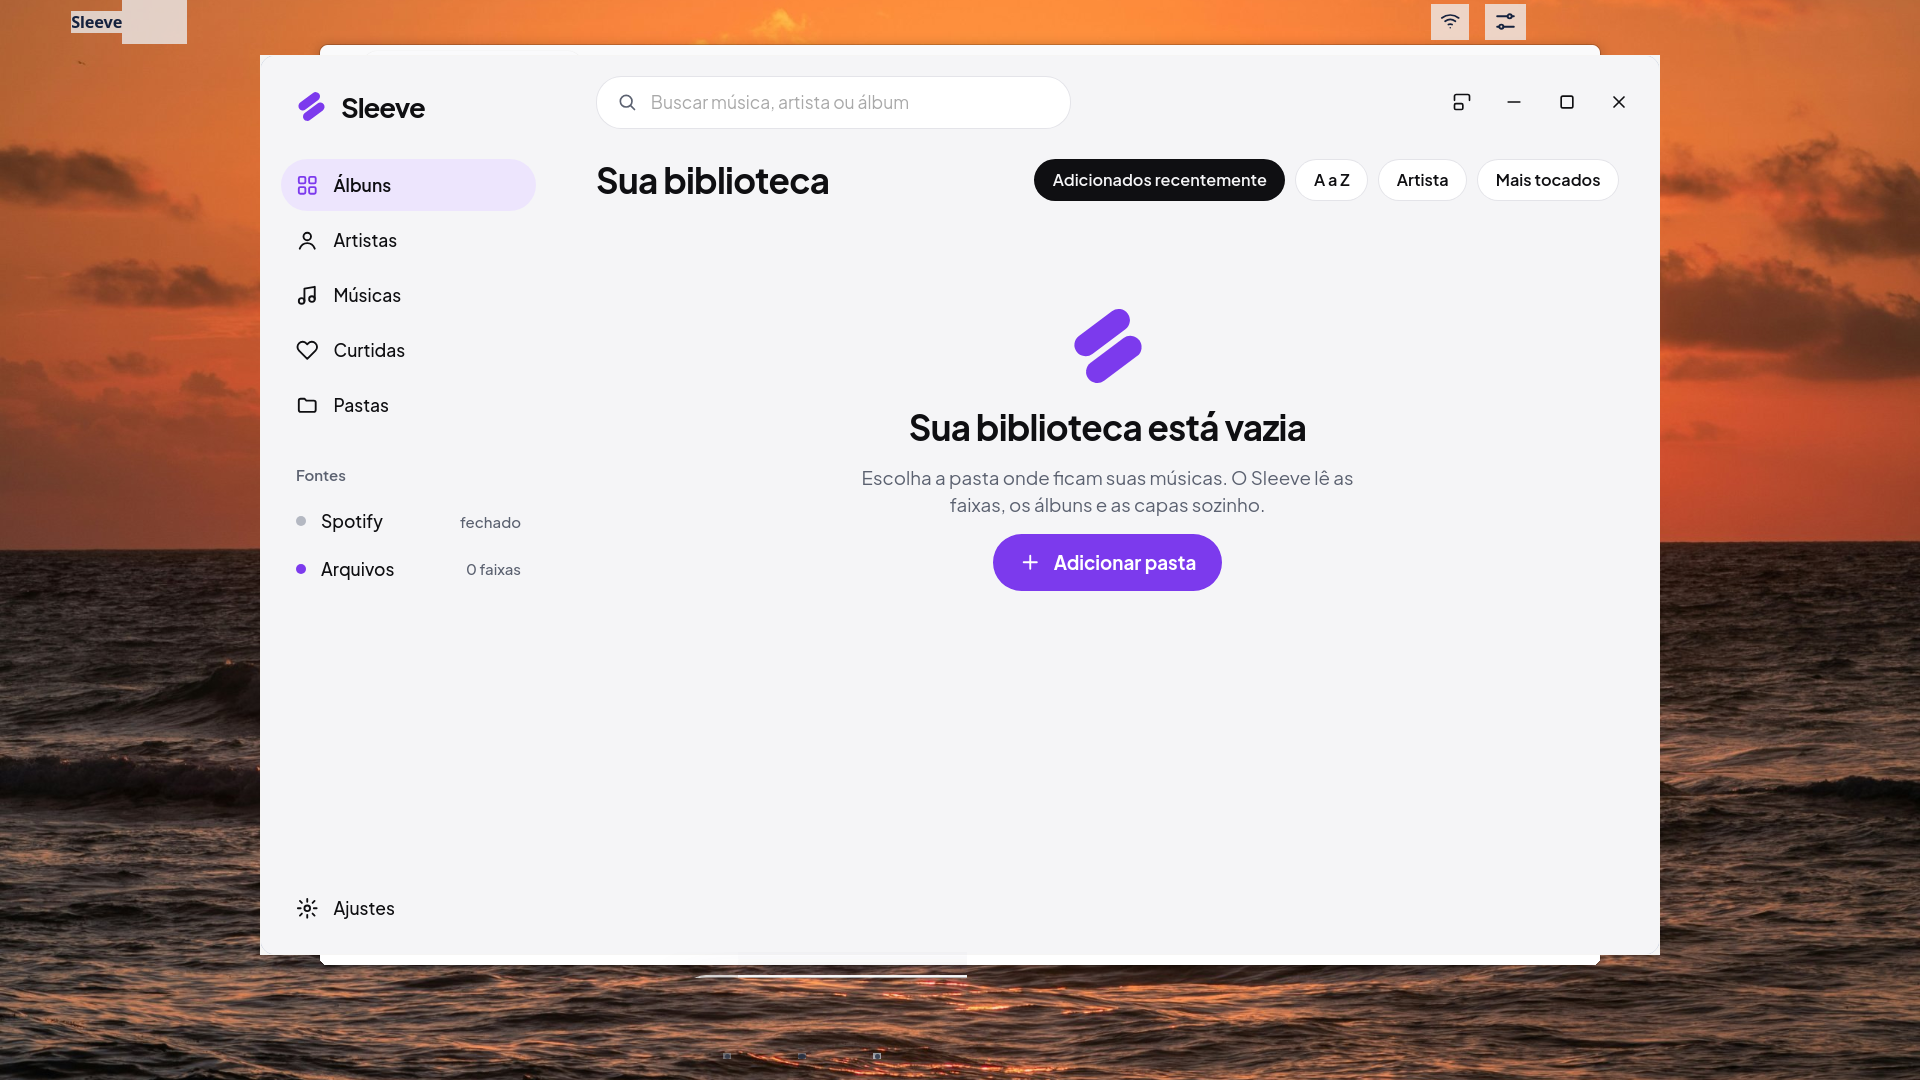 Sleeve
Sleeve
Buscar música, artista ou álbum
Álbuns
Artistas
Músicas
Curtidas
Pastas
Fontes
Spotify fechado
Arquivos 0 faixas
Ajustes
Sua biblioteca
Adicionados recentemente A a Z Artista Mais tocados
Sua biblioteca está vazia
Escolha a pasta onde ficam suas músicas. O Sleeve lê as
faixas, os álbuns e as capas sozinho.
Adicionar pasta